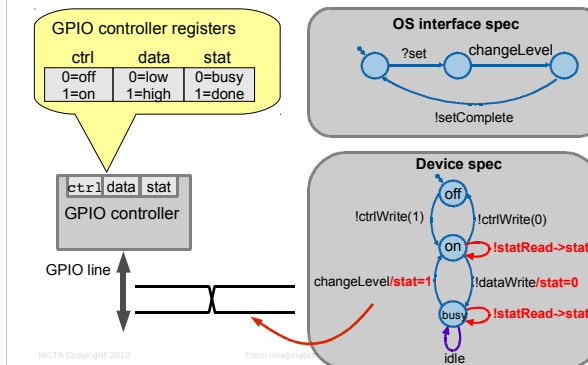 GPIO controller registers
ctrl data stat
0=off 0=low 0=busy
1=on 1=high 1=done
ctrl data stat
GPIO controller
GPIO line
OS interface spec
?set changeLevel
!setComplete
Device spec
off
!ctrlWrite(1) !ctrlWrite(0)
on !statRead->stat
changeLevel/stat=1 !dataWrite/stat=0
busy !statRead->stat
idle
NICTA Copyright 2010 From imagination